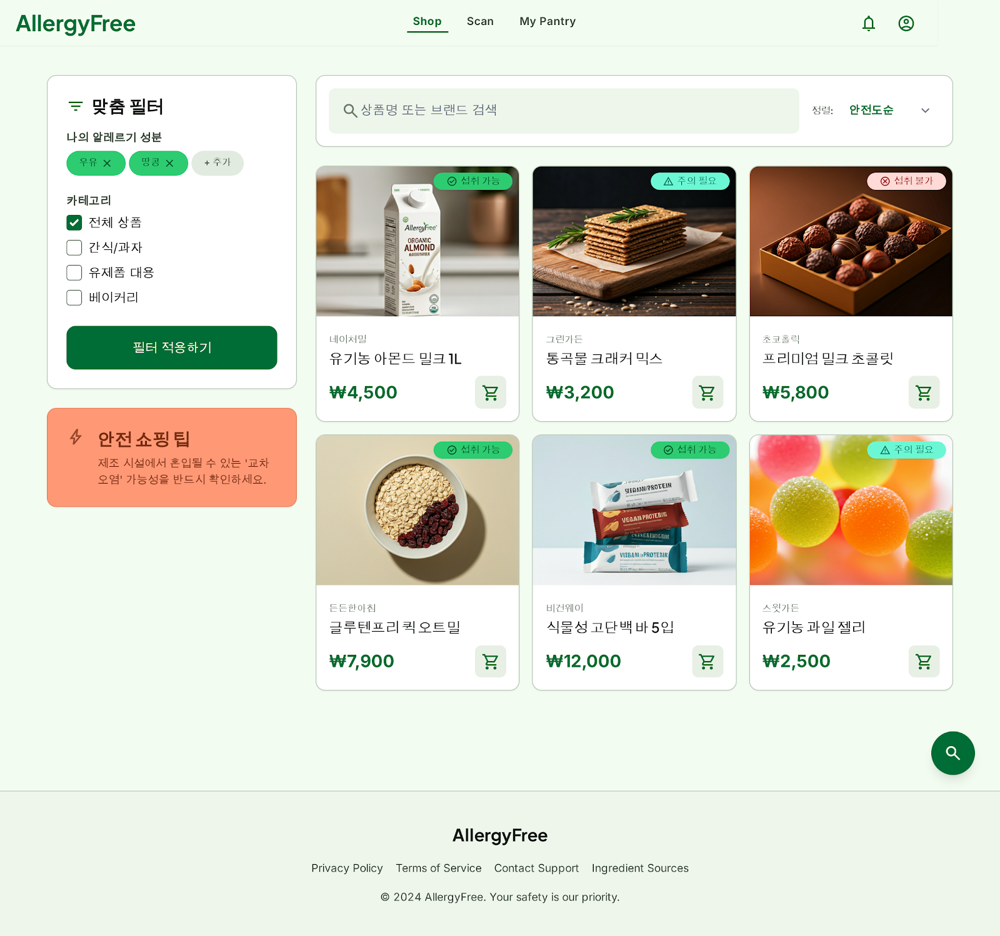 AllergyFree
Shop
Scan
My Pantry
맞춤 필터
나의 알레르기 성분
우유
땅콩
+ 추가
카테고리
전체 상품
간식/과자
유제품 대용
베이커리
필터 적용하기
안전 쇼핑 팁
제조 시설에서 혼입될 수 있는 '교차
오염' 가능성을 반드시 확인하세요.
상품명 또는 브랜드 검색
정렬:
안전도순
섭취 가능
AllergyFree
ORGANIC
ALMOND
네이처밀
유기농 아몬드 밀크 1L
₩4,500
주의 필요
그린가든
통곡물 크래커 믹스
₩3,200
섭취 불가
초코홀릭
프리미엄 밀크 초콜릿
₩5,800
섭취 가능
든든한아침
글루텐프리 퀵 오트밀
₩7,900
섭취 가능
VEGAN PROTEIN
비건웨이
식물성 고단백 바 5입
₩12,000
주의 필요
스윗가든
유기농 과일 젤리
₩2,500
AllergyFree
Privacy Policy
Terms of Service
Contact Support
Ingredient Sources
© 2024 AllergyFree. Your safety is our priority.